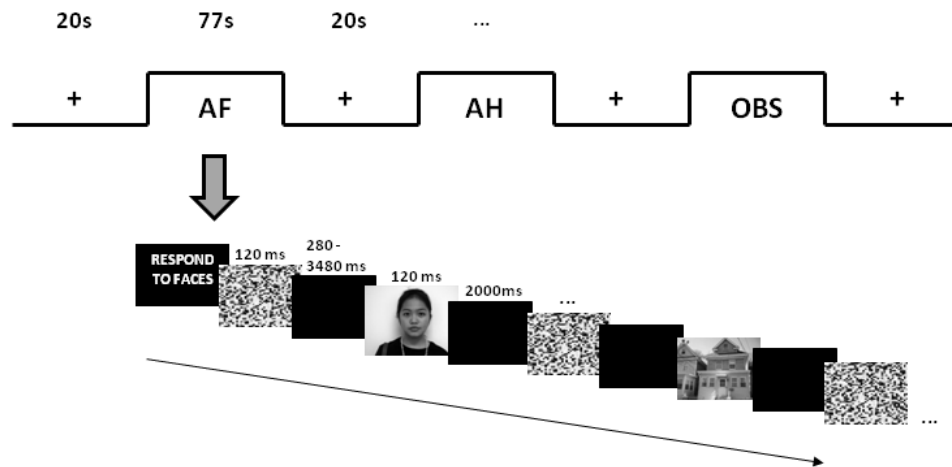 20s 77s 20s ...
+ AF + AH + OBS +
RESPOND
TO FACES
120 ms
280 -
3480 ms
120 ms
2000ms
...
...